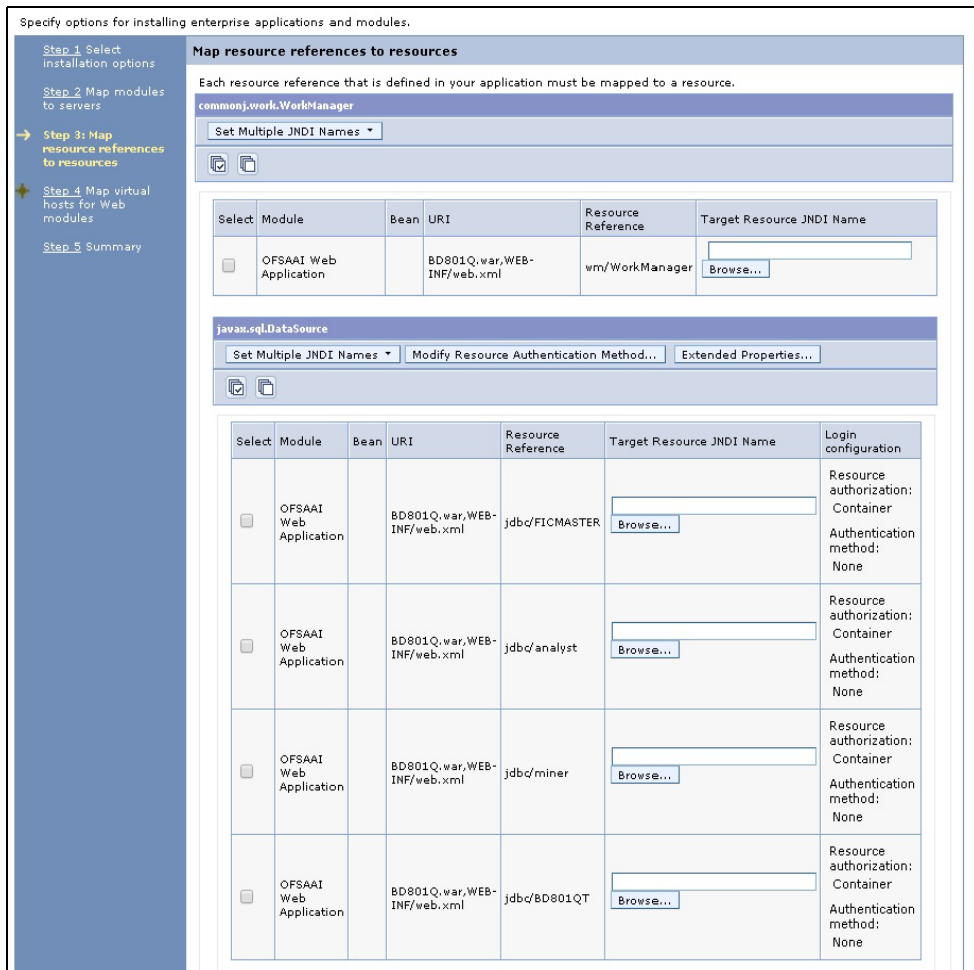 Specify options for installing enterprise applications and modules.
Step 1 Select
installation options
Step 2 Map modules
to servers
Step 3: Map
resource references
to resources
Step 4 Map virtual
hosts for Web
modules
Step 5 Summary
Map resource references to resources
Each resource reference that is defined in your application must be mapped to a resource.
commonj.work.WorkManager
Set Multiple JNDI Names
Select Module Bean URI Resource Reference Target Resource JNDI Name
OFSAAI Web Application BD801Q.war,WEB-INF/web.xml wm/WorkManager Browse...
javax.sql.DataSource
Set Multiple JNDI Names Modify Resource Authentication Method... Extended Properties...
Select Module Bean URI Resource Reference Target Resource JNDI Name Login configuration
OFSAAI Web Application BD801Q.war,WEB-INF/web.xml jdbc/FICMASTER Browse... Resource authorization: Container Authentication method: None
OFSAAI Web Application BD801Q.war,WEB-INF/web.xml jdbc/analyst Browse... Resource authorization: Container Authentication method: None
OFSAAI Web Application BD801Q.war,WEB-INF/web.xml jdbc/miner Browse... Resource authorization: Container Authentication method: None
OFSAAI Web Application BD801Q.war,WEB-INF/web.xml jdbc/BD801QT Browse... Resource authorization: Container Authentication method: None